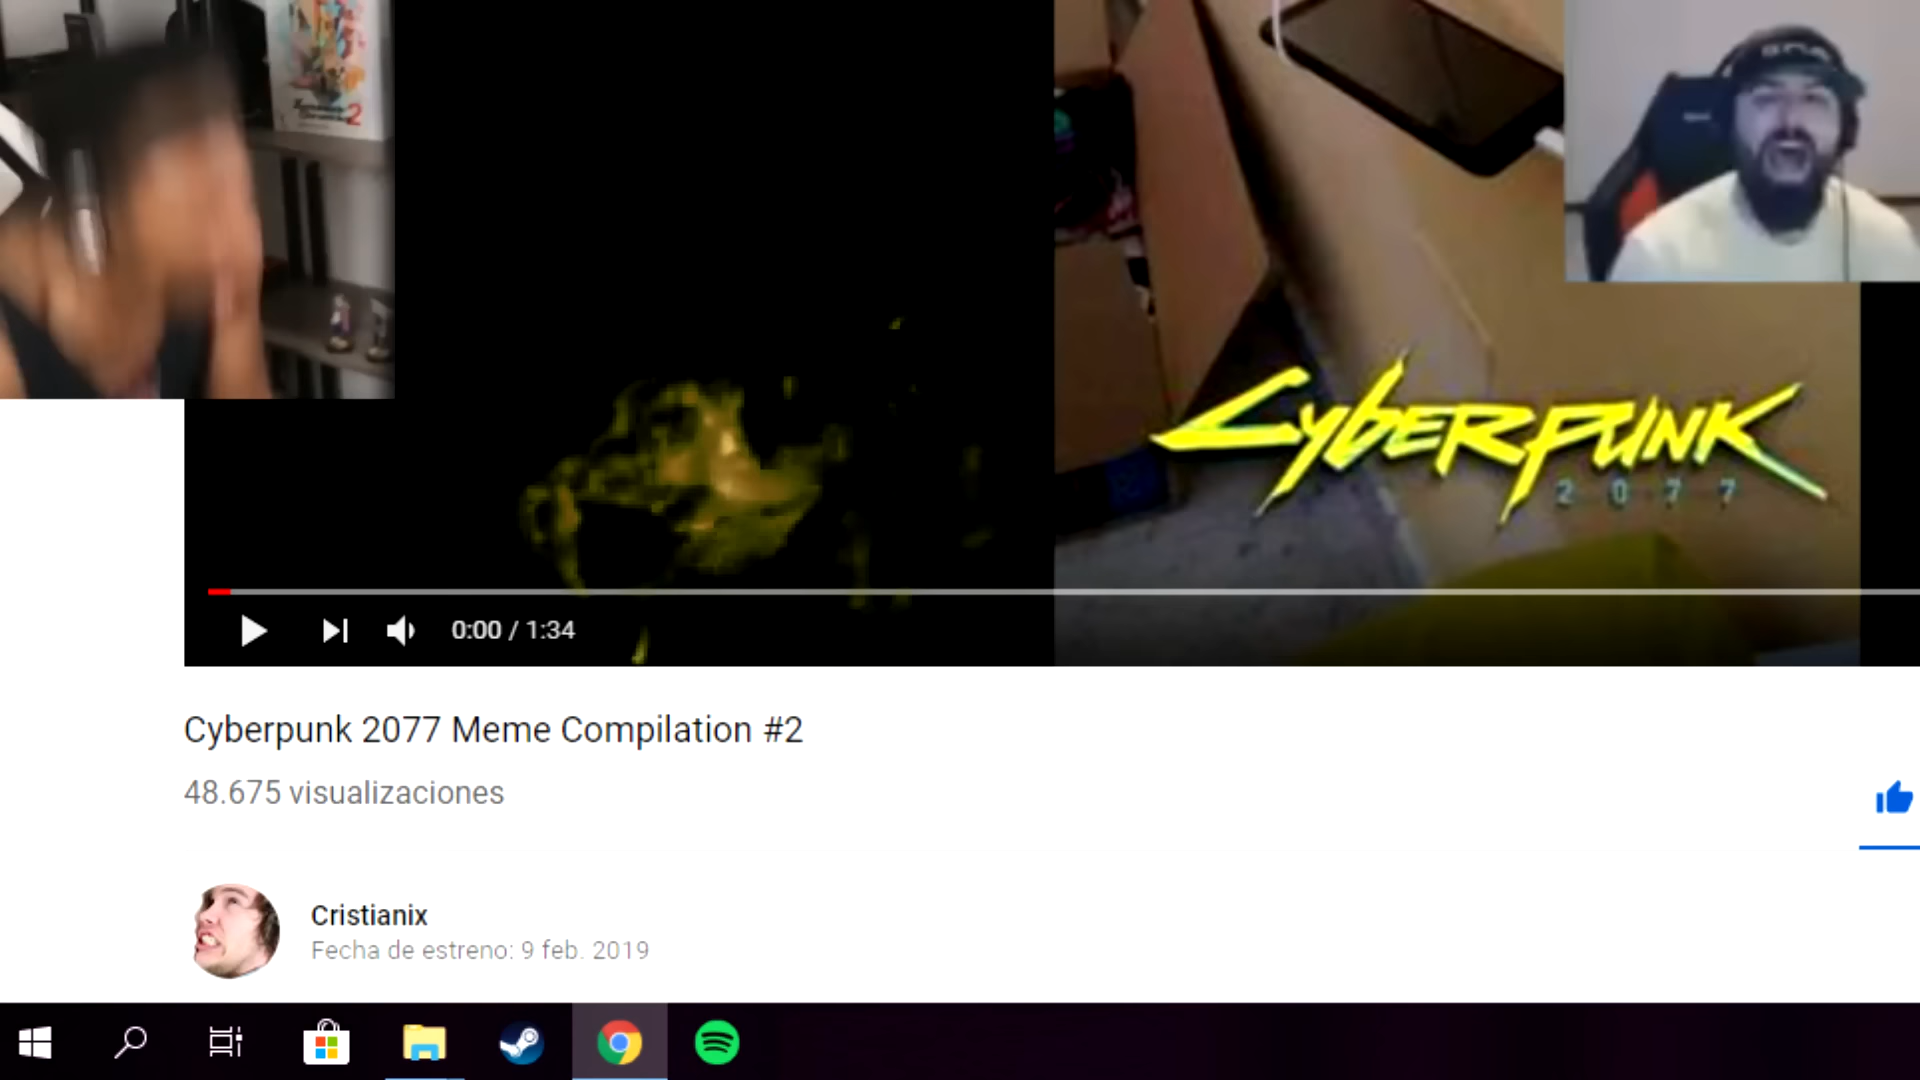 2
CYBERPUNK
2077
0:00 / 1:34
Cyberpunk 2077 Meme Compilation #2
48.675 visualizaciones
Cristianix
Fecha de estreno: 9 feb. 2019